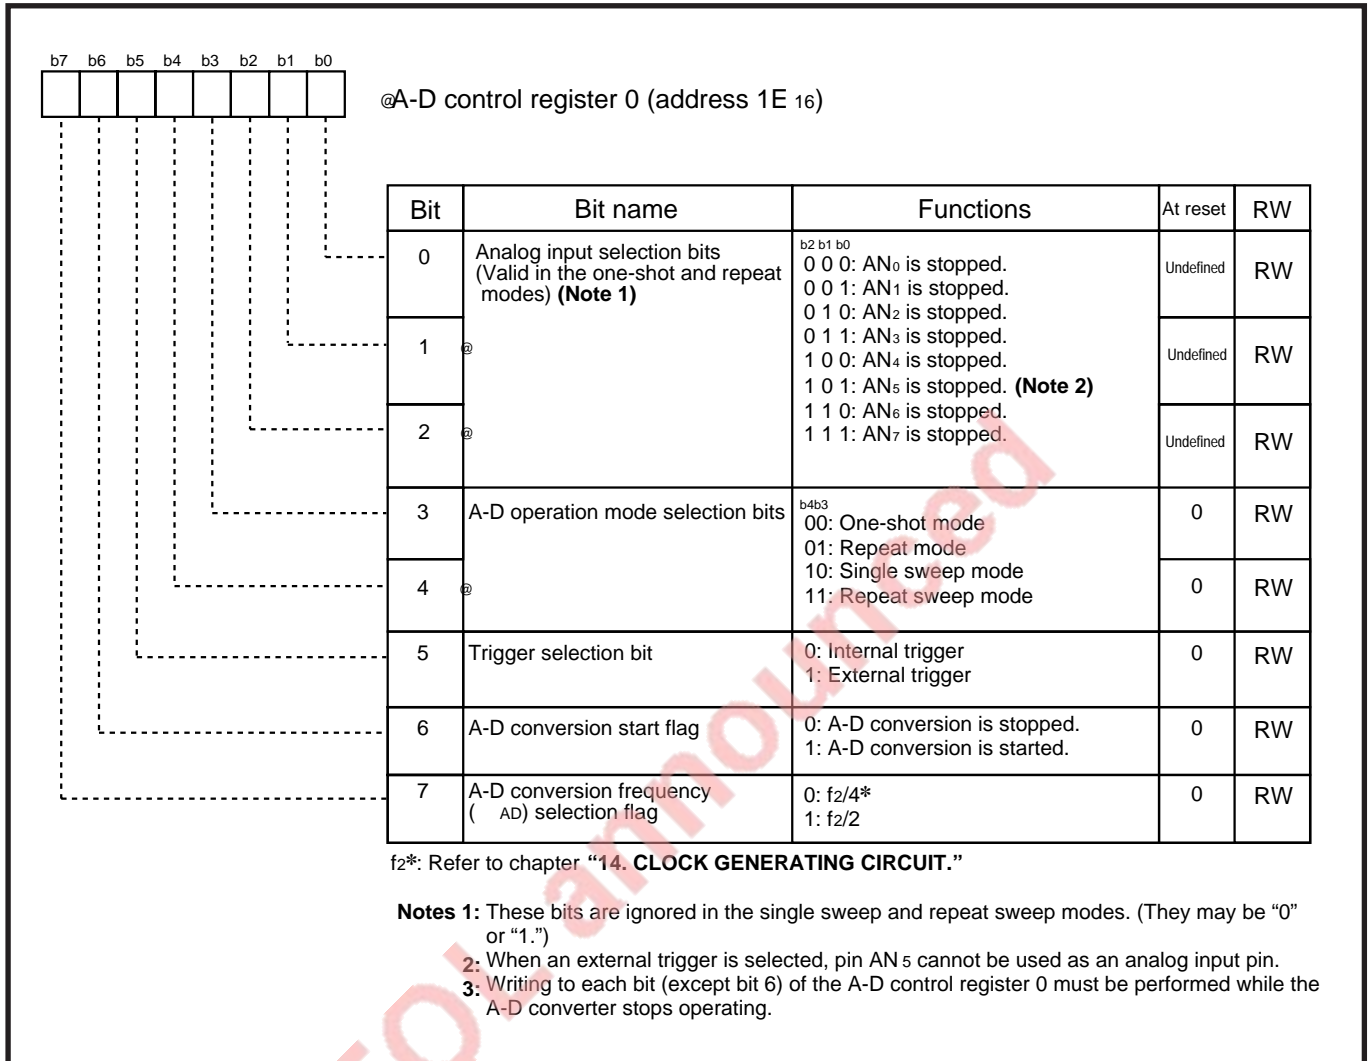 b7 b6 b5 b4 b3 b2 b1 b0
@A-D control register 0 (address 1E 16)
Bit Bit name Functions At reset RW
0 Analog input selection bits
(Valid in the one-shot and repeat
modes) (Note 1)
b2 b1 b0
0 0 0: AN0 is stopped.
0 0 1: AN1 is stopped.
0 1 0: AN2 is stopped.
0 1 1: AN3 is stopped.
1 0 0: AN4 is stopped.
1 0 1: AN5 is stopped. (Note 2)
1 1 0: AN6 is stopped.
1 1 1: AN7 is stopped.
Undefined RW
1 @ Undefined RW
2 @ Undefined RW
3 A-D operation mode selection bits
b4b3
00: One-shot mode
01: Repeat mode
10: Single sweep mode
11: Repeat sweep mode
0 RW
4 @ 0 RW
5 Trigger selection bit
0: Internal trigger
1: External trigger
0 RW
6 A-D conversion start flag
0: A-D conversion is stopped.
1: A-D conversion is started.
0 RW
7 A-D conversion frequency
( AD) selection flag
0: f2/4*
1: f2/2
0 RW
f2*: Refer to chapter “14. CLOCK GENERATING CIRCUIT.”
Notes 1: These bits are ignored in the single sweep and repeat sweep modes. (They may be “0”
or “1.”)
2: When an external trigger is selected, pin AN 5 cannot be used as an analog input pin.
3: Writing to each bit (except bit 6) of the A-D control register 0 must be performed while the
A-D converter stops operating.
EOL announced